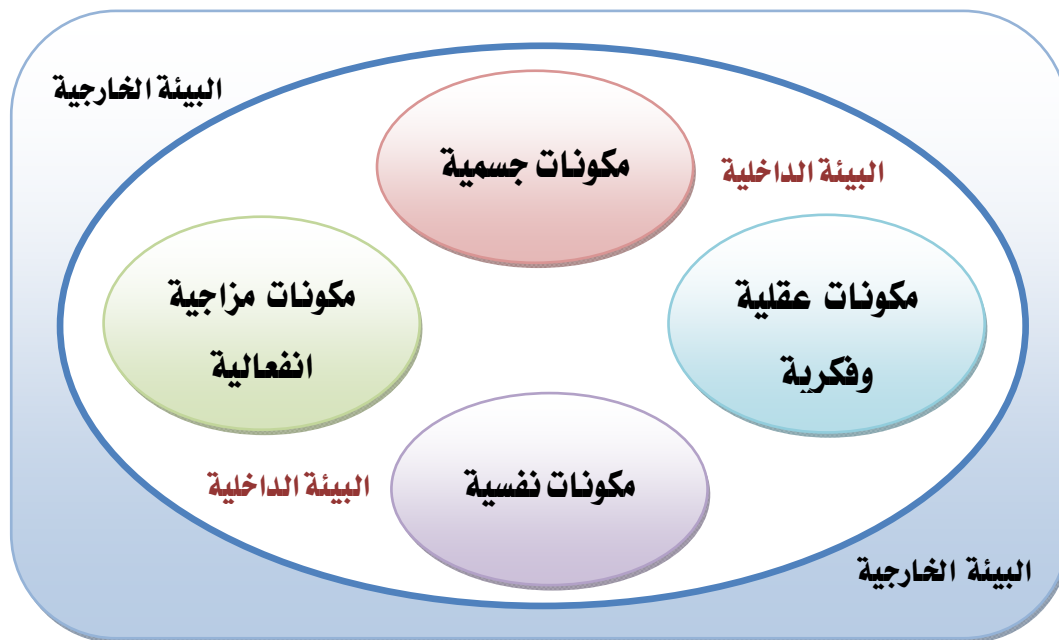 البيئة الخارجية
مكونات جسمية
البيئة الداخلية
مكونات عقلية
وفكرية
مكونات مزاجية
انفعالية
مكونات نفسية
البيئة الداخلية
البيئة الخارجية